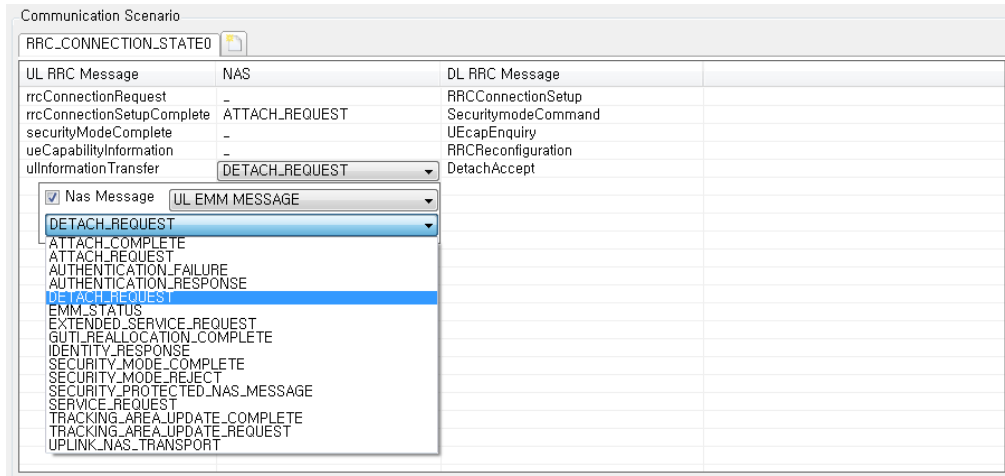 Communication Scenario
RRC_CONNECTION_STATE0
UL RRC Message NAS DL RRC Message
rrcConnectionRequest _ RRCConnectionSetup
rrcConnectionSetupComplete ATTACH_REQUEST SecuritymodeCommand
securityModeComplete _ UEcapEnquiry
ueCapabilityInformation _ RRCReconfiguration
ulInformationTransfer DETACH_REQUEST DetachAccept
Nas Message UL EMM MESSAGE
DETACH_REQUEST
ATTACH_COMPLETE
ATTACH_REQUEST
AUTHENTICATION_FAILURE
AUTHENTICATION_RESPONSE
DETACH_REQUEST
EMM_STATUS
EXTENDED_SERVICE_REQUEST
GUTI_REALLOCATION_COMPLETE
IDENTITY_RESPONSE
SECURITY_MODE_COMPLETE
SECURITY_MODE_REJECT
SECURITY_PROTECTED_NAS_MESSAGE
SERVICE_REQUEST
TRACKING_AREA_UPDATE_COMPLETE
TRACKING_AREA_UPDATE_REQUEST
UPLINK_NAS_TRANSPORT